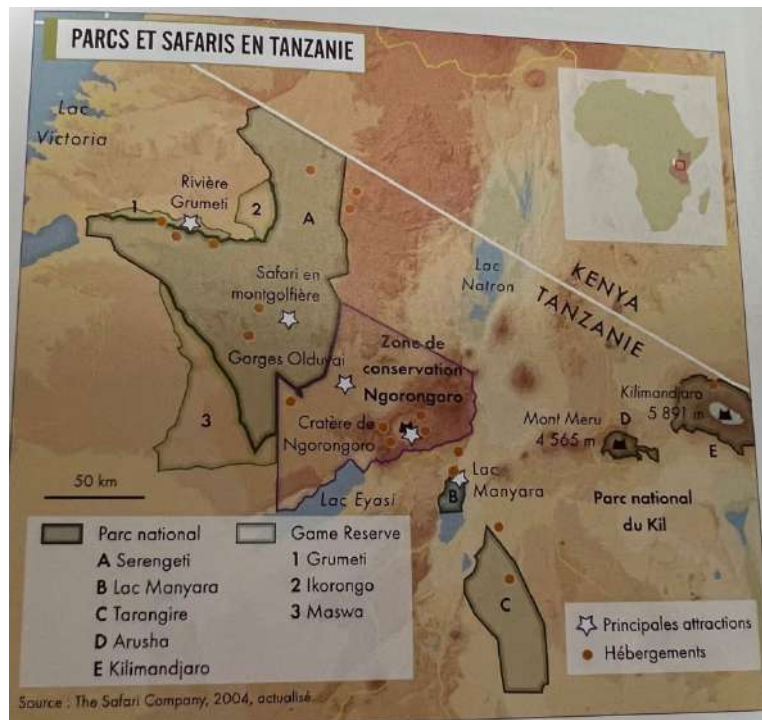 PARCS ET SAFARIS EN TANZANIE
Lac
Victoria
Rivière
Grumeti
1
2
A
Safari en
montgolfière
Lac
Natron
KENYA
TANZANIE
Gorges Olduvai
Zone de
conservation
Ngorongoro
3
Cratère de
Ngorongoro
Kilimandjaro
5 891 m
Mont Meru
4 565 m
D
E
50 km
Lac Eyasi
B
Lac
Manyara
Parc national
du Kil
C
Parc national
A Serengeti
B Lac Manyara
C Tarangire
D Arusha
E Kilimandjaro
Game Reserve
1 Grumeti
2 Ikorongo
3 Maswa
Principales attractions
Hébergements
Source : The Safari Company, 2004, actualisé.